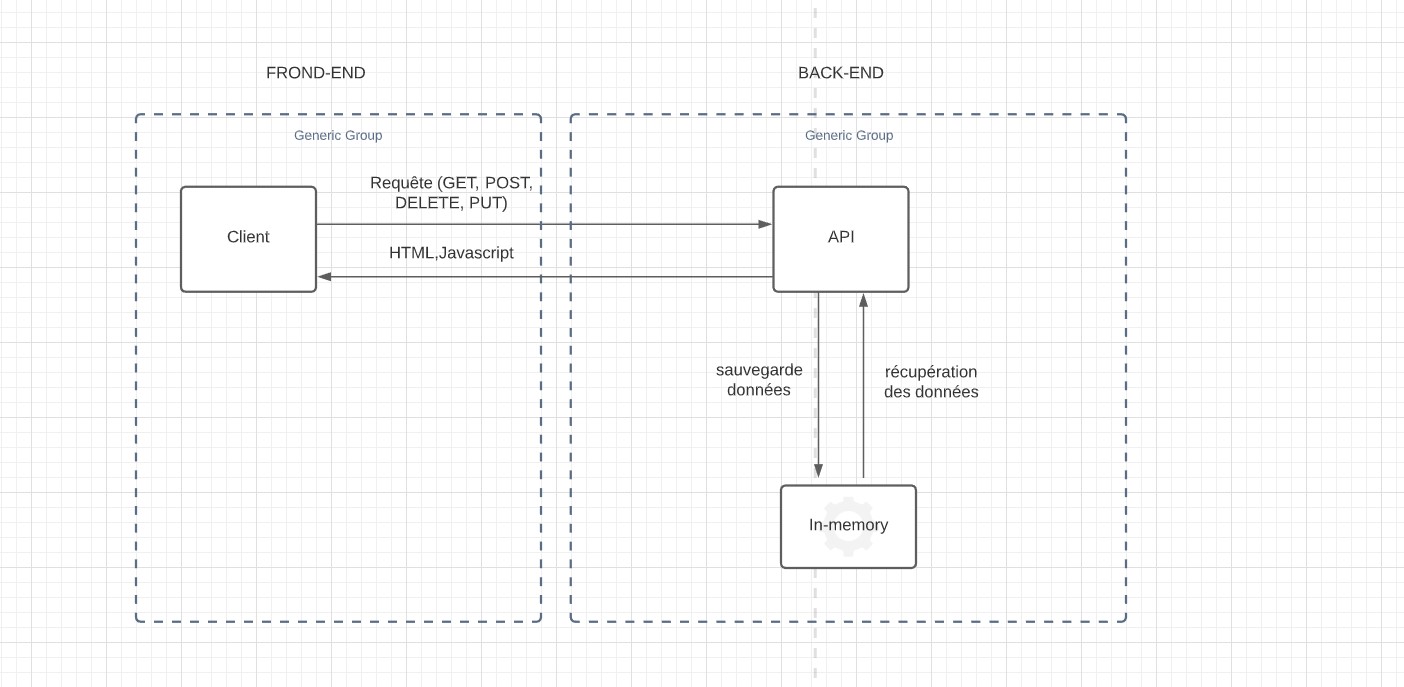 FROND-END
BACK-END
Generic Group
Generic Group
Requête (GET, POST,
DELETE, PUT)
Client
API
HTML,Javascript
sauvegarde
données
récupération
des données
In-memory